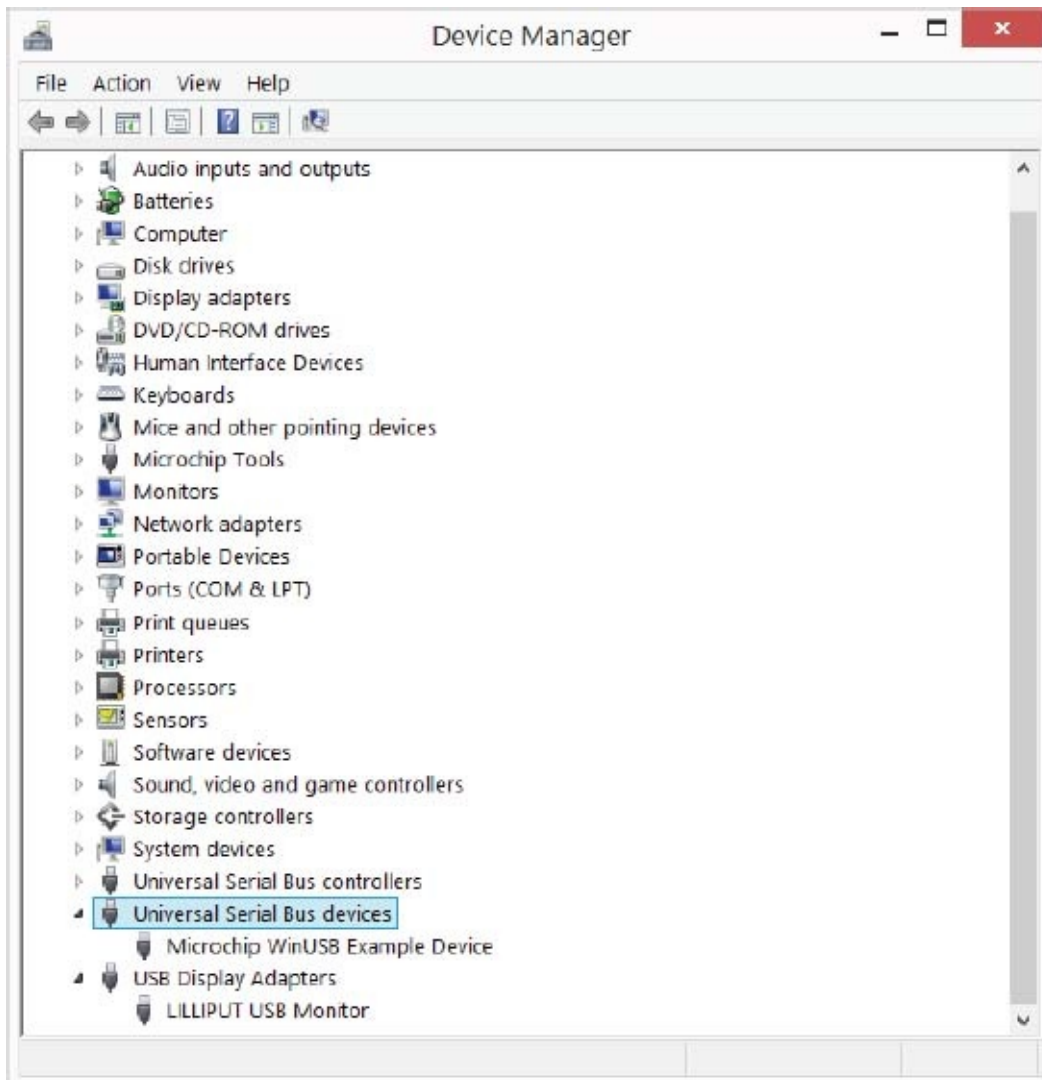 Device Manager
File Action View Help
Audio inputs and outputs
Batteries
Computer
Disk drives
Display adapters
DVD/CD-ROM drives
Human Interface Devices
Keyboards
Mice and other pointing devices
Microchip Tools
Monitors
Network adapters
Portable Devices
Ports (COM & LPT)
Print queues
Printers
Processors
Sensors
Software devices
Sound, video and game controllers
Storage controllers
System devices
Universal Serial Bus controllers
Universal Serial Bus devices
Microchip WinUSB Example Device
USB Display Adapters
LILLIPUT USB Monitor